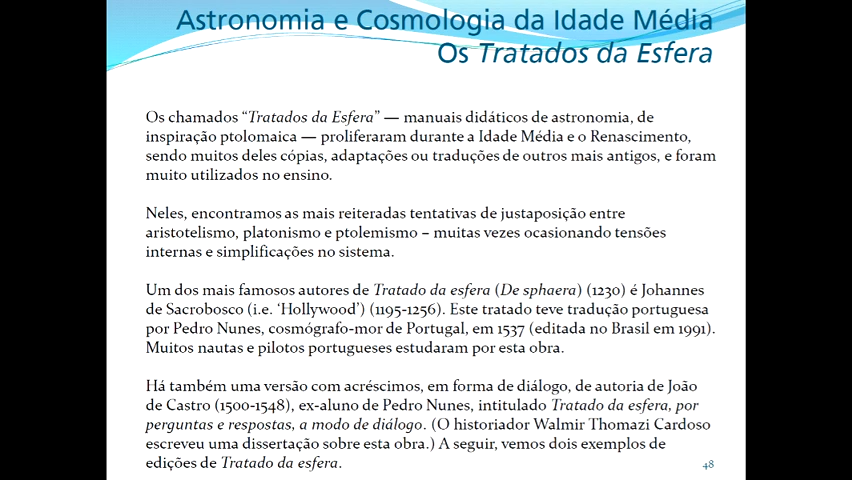 Astronomia e Cosmologia da Idade Média
Os Tratados da Esfera
Os chamados “Tratados da Esfera” — manuais didáticos de astronomia, de
inspiração ptolomaica — proliferaram durante a Idade Média e o Renascimento,
sendo muitos deles cópias, adaptações ou traduções de outros mais antigos, e foram
muito utilizados no ensino.
Neles, encontramos as mais reiteradas tentativas de justaposição entre
aristotelismo, platonismo e ptolemismo – muitas vezes ocasionando tensões
internas e simplificações no sistema.
Um dos mais famosos autores de Tratado da esfera (De sphaera) (1230) é Johannes
de Sacrobosco (i.e. ‘Hollywood’) (1195-1256). Este tratado teve tradução portuguesa
por Pedro Nunes, cosmógrafo-mor de Portugal, em 1537 (editada no Brasil em 1991).
Muitos nautas e pilotos portugueses estudaram por esta obra.
Há também uma versão com acréscimos, em forma de diálogo, de autoria de João
de Castro (1500-1548), ex-aluno de Pedro Nunes, intitulado Tratado da esfera, por
perguntas e respostas, a modo de diálogo. (O historiador Walmir Thomazi Cardoso
escreveu uma dissertação sobre esta obra.) A seguir, vemos dois exemplos de
edições de Tratado da esfera.
48